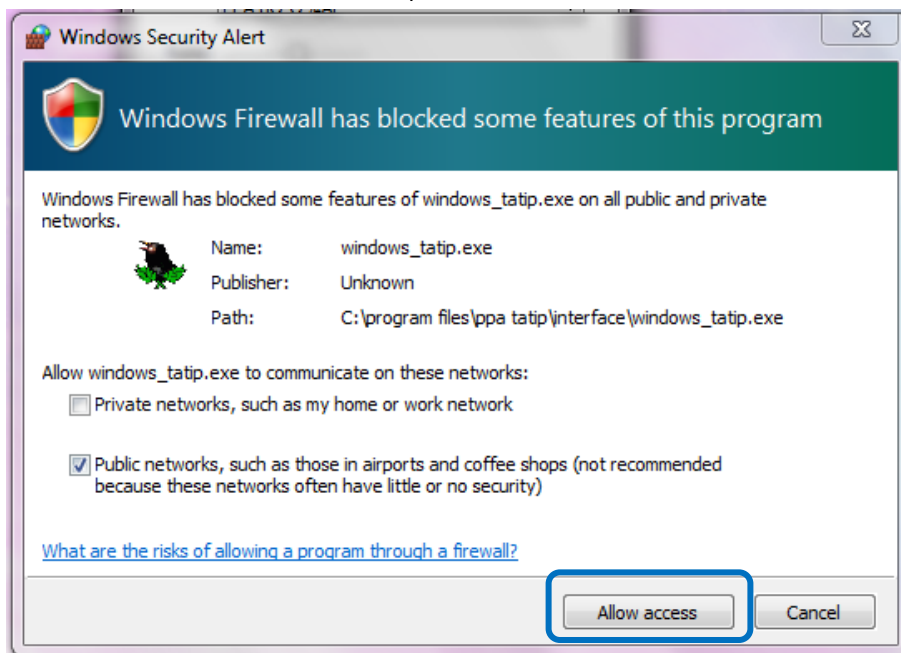 Windows Security Alert
Windows Firewall has blocked some features of this program
Windows Firewall has blocked some features of windows_tatip.exe on all public and private
networks.
Name: windows_tatip.exe
Publisher: Unknown
Path: C:\program files\ppa tatip\interface\windows_tatip.exe
Allow windows_tatip.exe to communicate on these networks:
Private networks, such as my home or work network
Public networks, such as those in airports and coffee shops (not recommended
because these networks often have little or no security)
What are the risks of allowing a program through a firewall?
Allow access Cancel